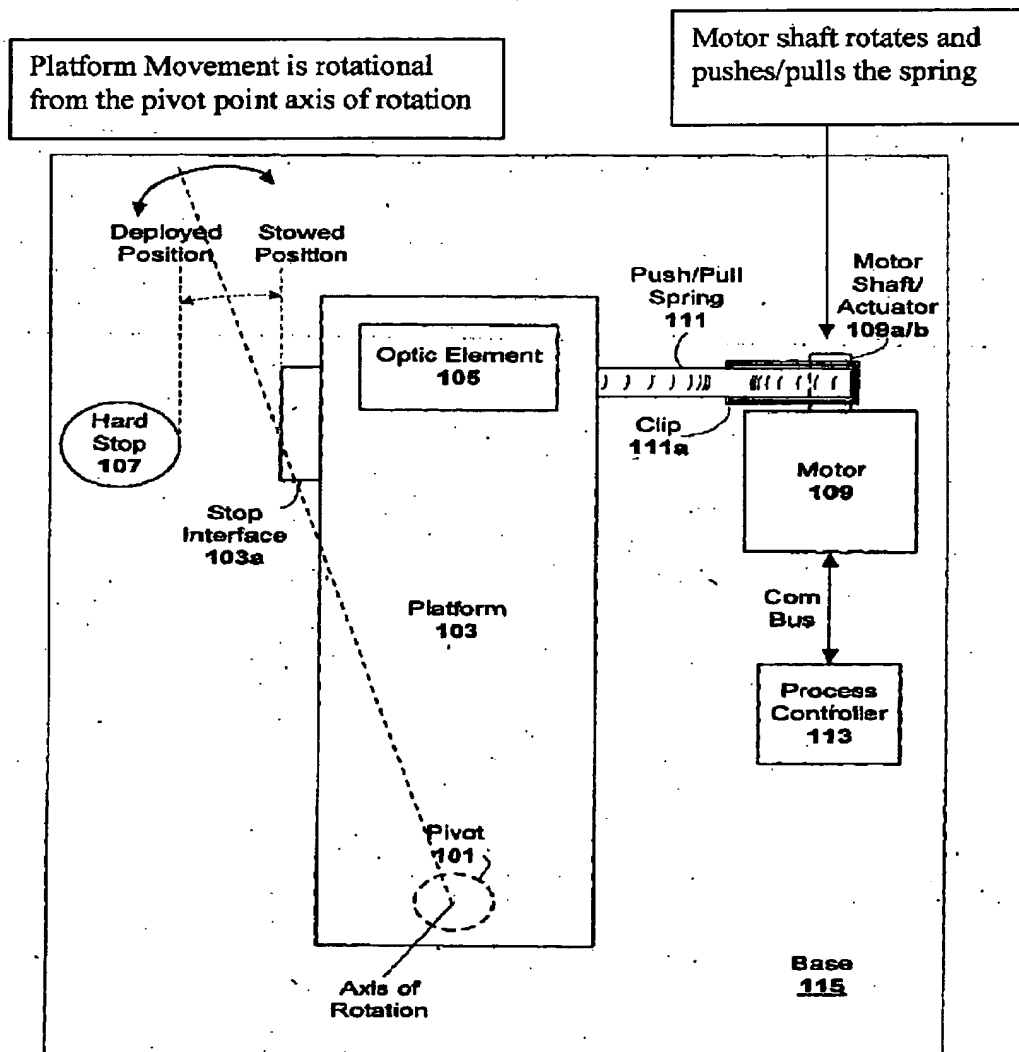 Platform Movement is rotational
from the pivot point axis of rotation
Motor shaft rotates and
pushes/pulls the spring
Deployed
Position
Stowed
Position
Push/Pull
Spring
111
Motor
Shaft/
Actuator
109a/b
Optic Element
105
Hard
Stop
107
Clip
111a
Motor
109
Stop
Interface
103a
Platform
103
Com
Bus
Process
Controller
113
Pivot
101
Axis of
Rotation
Base
115